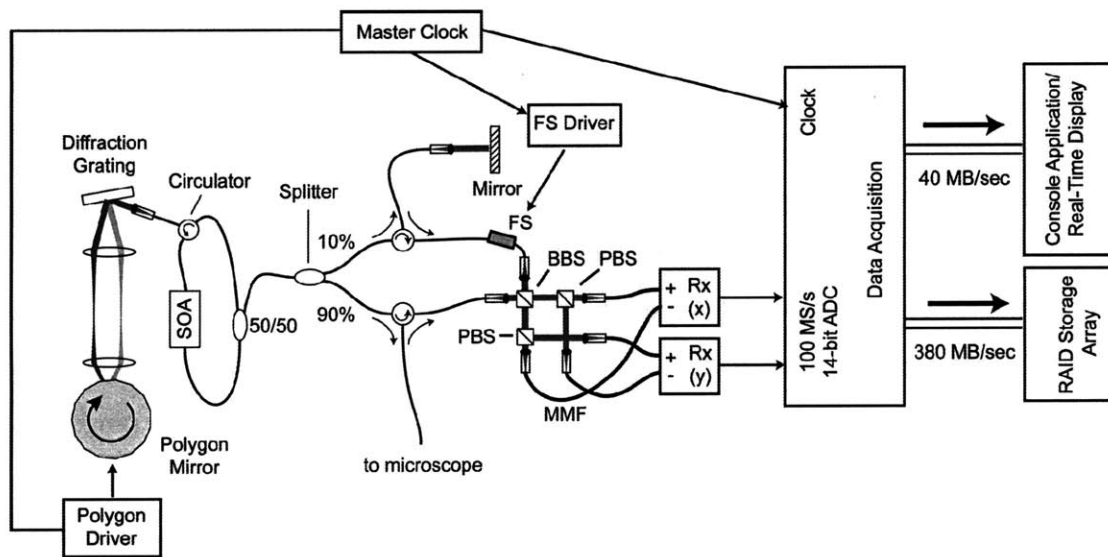 Master Clock
FS Driver
Diffraction
Grating
Circulator
Splitter
Mirror
FS
10%
90%
BBS
PBS
PBS
SOA
50/50
+ Rx
- (x)
+ Rx
- (y)
MMF
to microscope
Polygon
Mirror
Polygon
Driver
Clock
Data Acquisition
100 MS/s
14-bit ADC
40 MB/sec
380 MB/sec
Console Application/
Real-Time Display
RAID Storage
Array